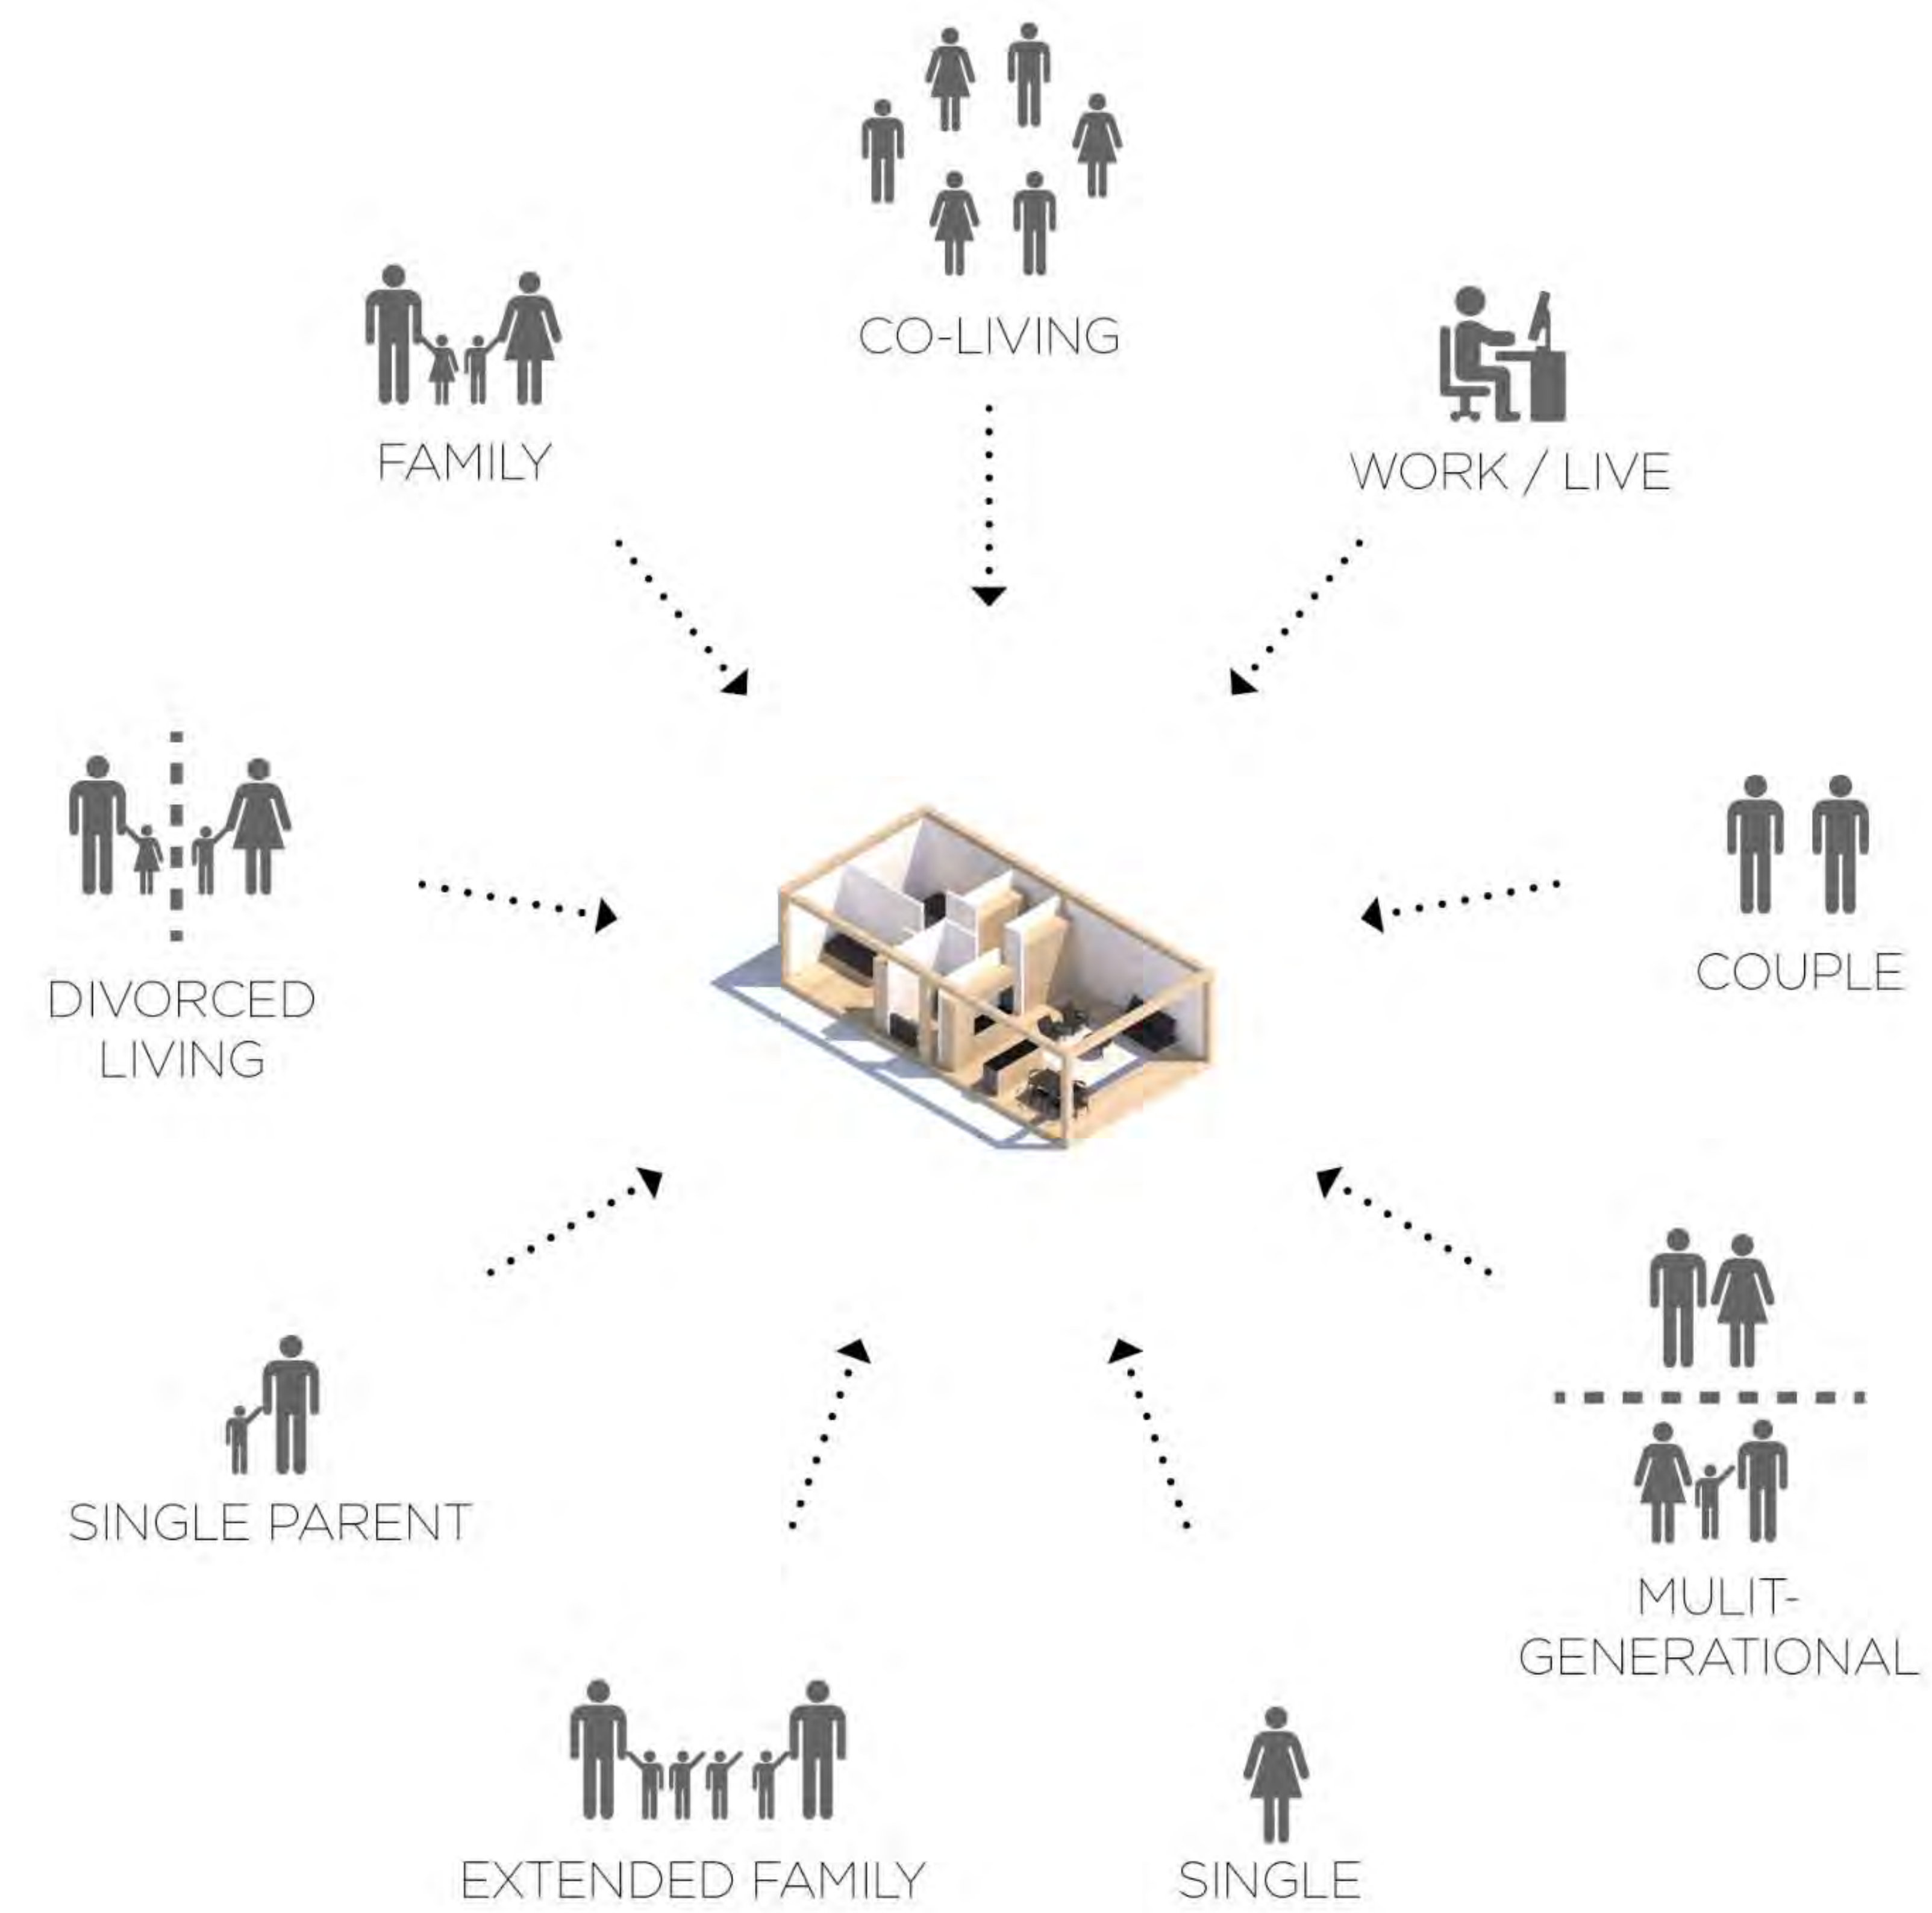 CO-LIVING
FAMILY
WORK / LIVE
DIVORCED
LIVING
COUPLE
SINGLE PARENT
MULIT-
GENERATIONAL
EXTENDED FAMILY
SINGLE